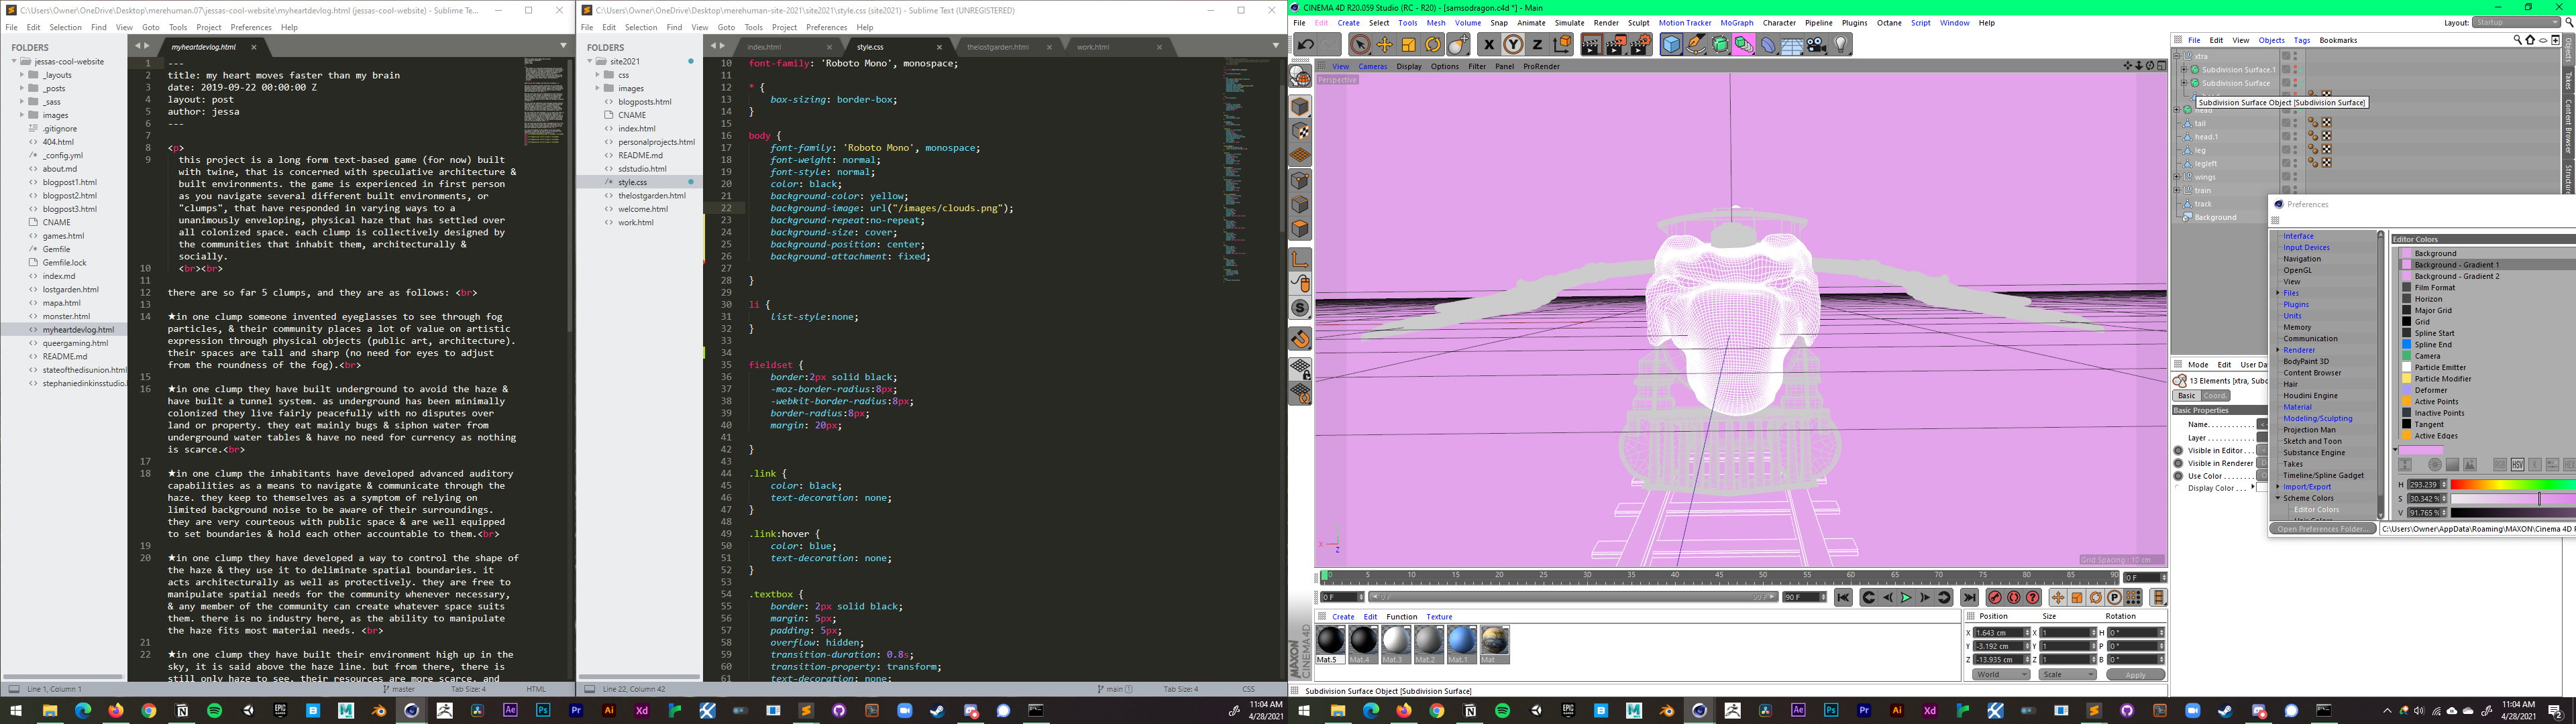 C:\Users\Owner\OneDrive\Desktop\merehuman.07\jessas-cool-website\myheartdevlog.html (jessas-cool-website) - Sublime Te...
File Edit Selection Find View Goto Tools Project Preferences Help
FOLDERS
jessas-cool-website
_layouts
_posts
_sass
images
.gitignore
404.html
_config.yml
about.md
blogpost1.html
blogpost2.html
blogpost3.html
CNAME
games.html
Gemfile
Gemfile.lock
index.md
lostgarden.html
mapa.html
monster.html
myheartdevlog.html
queergaming.html
README.md
stateofthedisunion.html
stephaniedinkinsstudio.l
myheartdevlog.html
1 ---
2 title: my heart moves faster than my brain
3 date: 2019-09-22 00:00:00 Z
4 layout: post
5 author: jessa
6 ---
7
8 <p>
9 this project is a long form text-based game (for now) built
with twine, that is concerned with speculative architecture &
built environments. the game is experienced in first person
as you navigate several different built environments, or
"clumps", that have responded in varying ways to a
unanimously enveloping, physical haze that has settled over
all colonized space. each clump is collectively designed by
the communities that inhabit them, architecturally &
socially.
10 <br><br>
11
12 there are so far 5 clumps, and they are as follows: <br>
13
14 ★in one clump someone invented eyeglasses to see through fog
particles, & their community places a lot of value on artistic
expression through physical objects (public art, architecture).
their spaces are tall and sharp (no need for eyes to adjust
from the roundness of the fog).<br>
15
16 ★in one clump they have built underground to avoid the haze &
have built a tunnel system. as underground has been minimally
colonized they live fairly peacefully with no disputes over
land or property. they eat mainly bugs & siphon water from
underground water tables & have no need for currency as nothing
is scarce.<br>
17
18 ★in one clump the inhabitants have developed advanced auditory
capabilities as a means to navigate & communicate through the
haze. they keep to themselves as a symptom of relying on
limited background noise to be aware of their surroundings.
they are very courteous with public space & are well equipped
to set boundaries & hold each other accountable to them.<br>
19
20 ★in one clump they have developed a way to control the shape of
the haze & they use it to deliminate spatial boundaries. it
acts architecturally as well as protectively. they are free to
manipulate spatial needs for the community whenever necessary,
& any member of the community can create whatever space suits
them. there is no industry here, as the ability to manipulate
the haze fits most material needs. <br>
21
22 ★in one clump they have built their environment high up in the
sky, it is said above the haze line. but from there, there is
still only haze to see. their resources are more scarce, and
Line 1, Column 1
master
Tab Size: 4
HTML
C:\Users\Owner\OneDrive\Desktop\merehuman-site-2021\site2021\style.css (site2021) - Sublime Text (UNREGISTERED)
File Edit Selection Find View Goto Tools Project Preferences Help
FOLDERS
site2021
css
images
blogposts.html
CNAME
index.html
personalprojects.html
README.md
sdstudio.html
style.css
thelostgarden.html
welcome.html
work.html
index.html
style.css
thelostgarden.html
work.html
10 font-family: 'Roboto Mono', monospace;
11
12 * {
13 box-sizing: border-box;
14 }
15
16 body {
17 font-family: 'Roboto Mono', monospace;
18 font-weight: normal;
19 font-style: normal;
20 color: black;
21 background-color: yellow;
22 background-image: url("/images/clouds.png");
23 background-repeat:no-repeat;
24 background-size: cover;
25 background-position: center;
26 background-attachment: fixed;
27
28 }
29
30 li {
31 list-style:none;
32 }
33
34
35 fieldset {
36 border:2px solid black;
37 -moz-border-radius:8px;
38 -webkit-border-radius:8px;
39 border-radius:8px;
40 margin: 20px;
41
42 }
43
44 .link {
45 color: black;
46 text-decoration: none;
47 }
48
49 .link:hover {
50 color: blue;
51 text-decoration: none;
52 }
53
54 .textbox {
55 border: 2px solid black;
56 margin: 5px;
57 padding: 5px;
58 overflow: hidden;
59 transition-duration: 0.8s;
60 transition-property: transform;
61 text-decoration: none;
Line 22, Column 42
main
Tab Size: 4
CSS
11:04 AM
4/28/2021
CINEMA 4D R20.059 Studio (RC - R20) - [samsodragon.c4d *] - Main
File Edit Create Select Tools Mesh Volume Snap Animate Simulate Render Sculpt Motion Tracker MoGraph Character Pipeline Plugins Octane Script Window Help
Layout: Startup
X Y Z
View Cameras Display Options Filter Panel ProRender
Perspective
Grid Spacing : 10 cm
0 5 10 15 20 25 30 35 40 45 50 55 60 65 70 75 80 85 90
0 F
0 F
90 F
Create Edit Function Texture
Mat.5
Mat.4
Mat.3
Mat.2
Mat.1
Mat
MAXON CINEMA 4D
Position Size Rotation
X 1.643 cm X 1 H 0 °
Y -3.192 cm Y 1 P 0 °
Z -13.935 cm Z 1 B 0 °
World
Scale
Apply
Subdivision Surface Object [Subdivision Surface]
File Edit View Objects Tags Bookmarks
xtra
Subdivision Surface.1
Subdivision Surface
Subdivision Surface Object [Subdivision Surface]
tail
head.1
leg
legleft
wings
train
track
Background
Objects
Takes
Content Browser
Structure
Mode Edit User Da
13 Elements [xtra, Subd
Basic Coord.
Basic Properties
Name
Layer
Visible in Editor
Visible in Renderer
Use Color
Display Color
Preferences
Interface
Input Devices
Navigation
OpenGL
View
Files
Plugins
Units
Memory
Communication
Renderer
BodyPaint 3D
Content Browser
Hair
Houdini Engine
Material
Modeling/Sculpting
Projection Man
Sketch and Toon
Substance Engine
Takes
Timeline/Spline Gadget
Import/Export
Scheme Colors
Editor Colors
Open Preferences Folder...
C:\Users\Owner\AppData\Roaming\MAXON\Cinema 4D R
Editor Colors
Background
Background - Gradient 1
Background - Gradient 2
Film Format
Horizon
Major Grid
Grid
Spline Start
Spline End
Camera
Particle Emitter
Particle Modifier
Deformer
Active Points
Inactive Points
Tangent
Active Edges
H 293.239
S 30.342 %
V 91.765 %
11:04 AM
4/28/2021